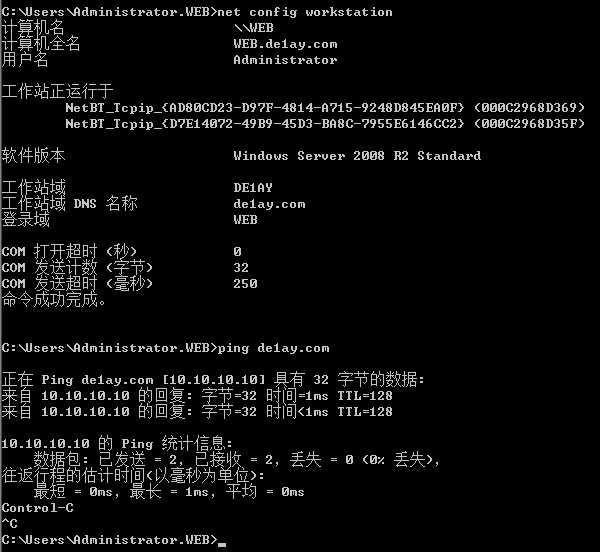 C:\Users\Administrator.WEB>net config workstation
计算机名                     \\WEB
计算机全名                   WEB.de1ay.com
用户名                       Administrator
工作站正运行于
        NetBT_Tcpip_{AD80CD23-D97F-4814-A715-9248D845EA0F} (000C2968D369)
        NetBT_Tcpip_{D7E14072-49B9-45D3-BA8C-7955E6146CC2} (000C2968D35F)
软件版本                     Windows Server 2008 R2 Standard
工作站域                     DE1AY
工作站域 DNS 名称            de1ay.com
登录域                       WEB
COM 打开超时 (秒)            0
COM 发送计数 (字节)          32
COM 发送超时 (毫秒)          250
命令成功完成。
C:\Users\Administrator.WEB>ping de1ay.com
正在 Ping de1ay.com [10.10.10.10] 具有 32 字节的数据:
来自 10.10.10.10 的回复: 字节=32 时间=1ms TTL=128
来自 10.10.10.10 的回复: 字节=32 时间<1ms TTL=128
10.10.10.10 的 Ping 统计信息:
    数据包: 已发送 = 2, 已接收 = 2, 丢失 = 0 (0% 丢失),
往返行程的估计时间(以毫秒为单位):
    最短 = 0ms, 最长 = 1ms, 平均 = 0ms
Control-C
^C
C:\Users\Administrator.WEB>_